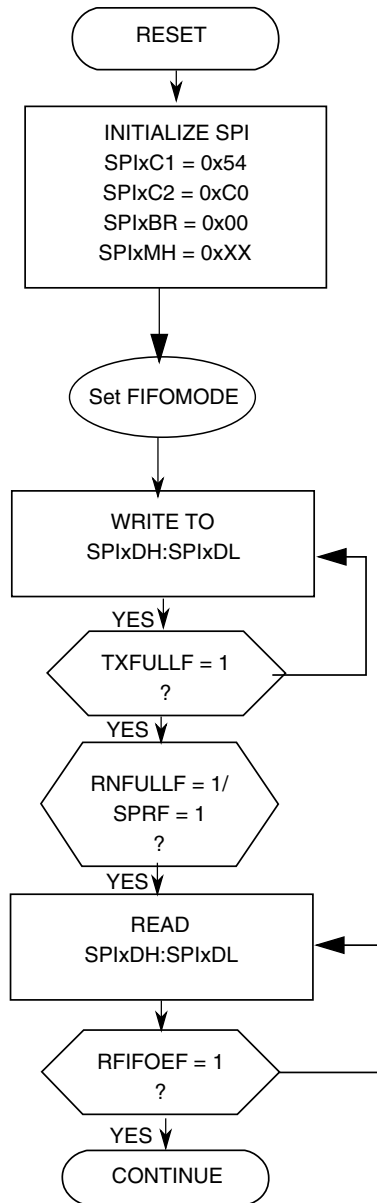 RESET
INITIALIZE SPI
SPIxC1 = 0x54
SPIxC2 = 0xC0
SPIxBR = 0x00
SPIxMH = 0xXX
Set FIFOMODE
WRITE TO
SPIxDH:SPIxDL
YES
TXFULLF = 1
?
YES
RNFULLF = 1/
SPRF = 1
?
YES
READ
SPIxDH:SPIxDL
RFIFOEF = 1
?
YES
CONTINUE